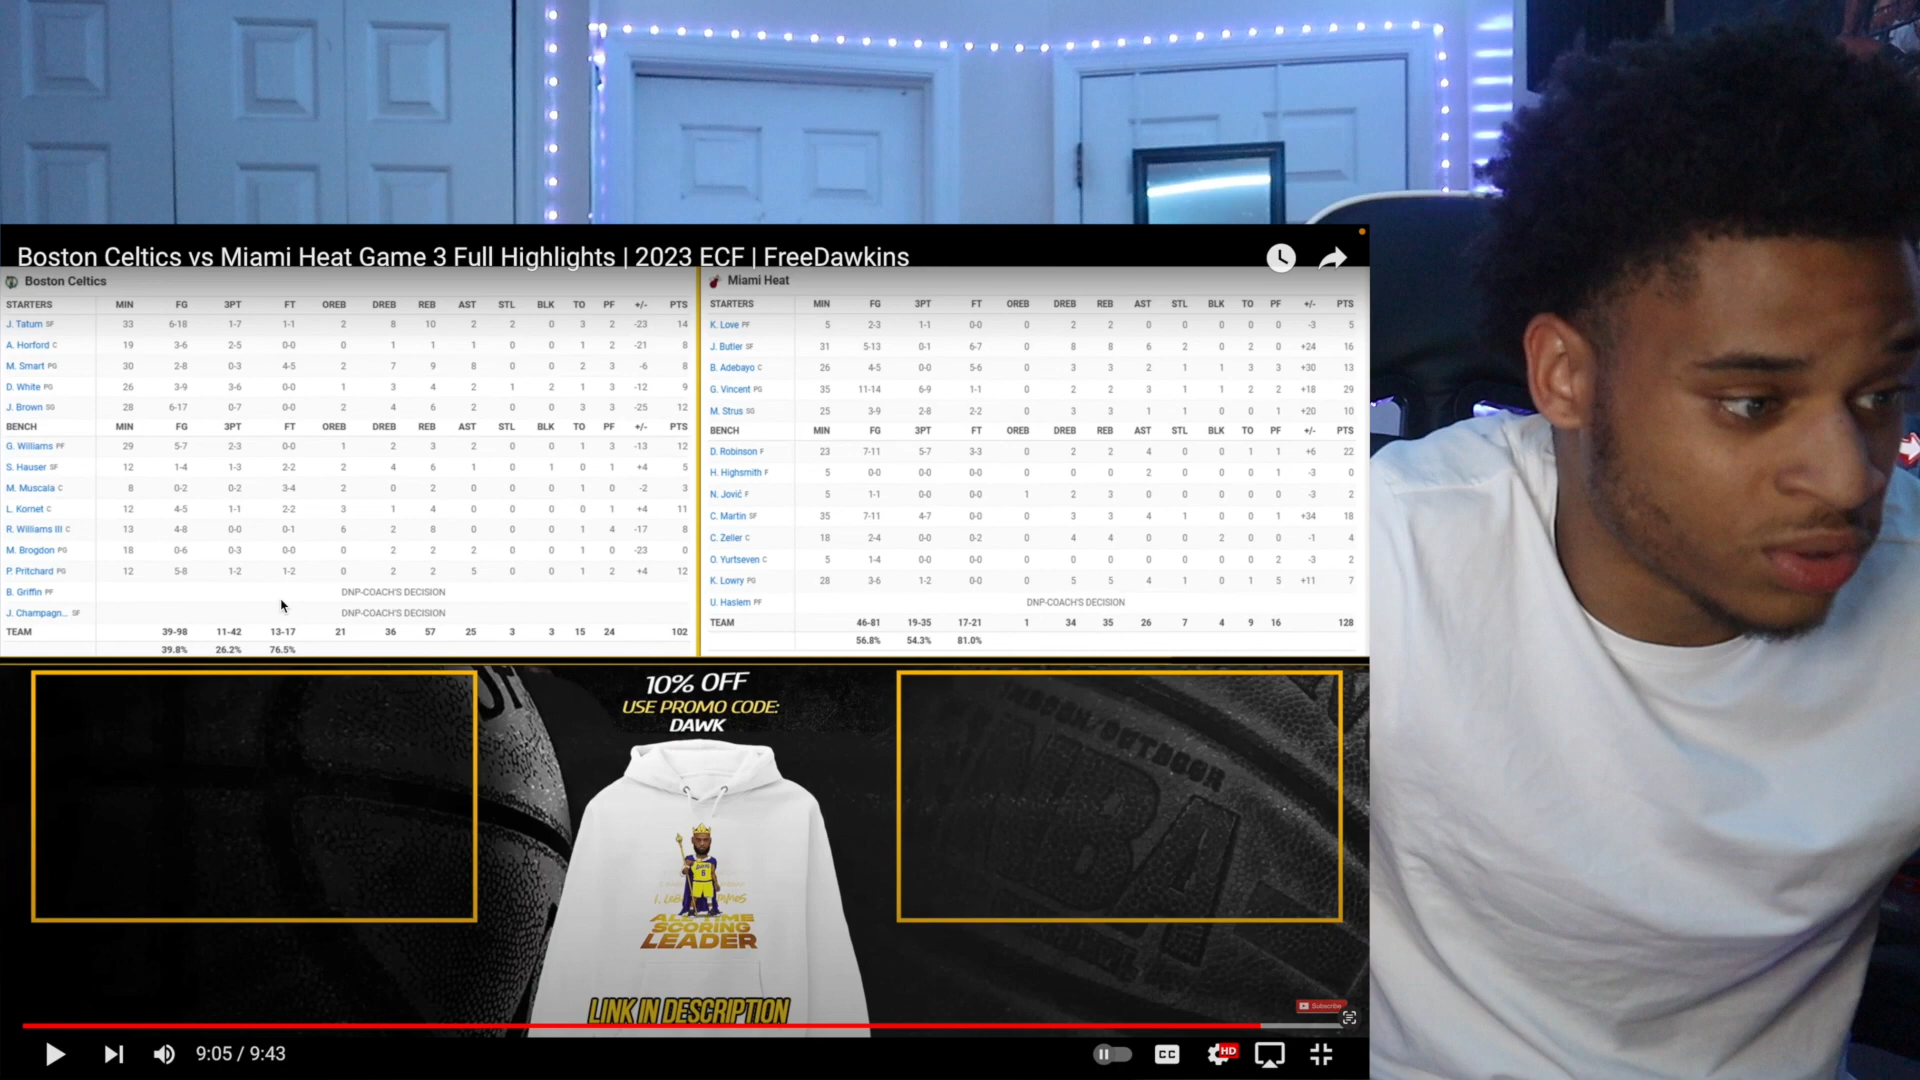 Boston Celtics vs Miami Heat Game 3 Full Highlights | 2023 ECF | FreeDawkins
Boston Celtics
STARTERS MIN FG 3PT FT OREB DREB REB AST STL BLK TO PF +/- PTS
J. Tatum SF 33 6-18 1-7 1-1 2 8 10 2 2 0 3 2 -23 14
A. Horford C 19 3-6 2-5 0-0 0 1 1 1 0 0 1 2 -21 8
M. Smart PG 30 2-8 0-3 4-5 2 7 9 8 0 0 2 3 -6 8
D. White PG 26 3-9 3-6 0-0 1 3 4 2 1 2 1 3 -12 9
J. Brown SG 28 6-17 0-7 0-0 2 4 6 2 0 0 3 3 -25 12
BENCH MIN FG 3PT FT OREB DREB REB AST STL BLK TO PF +/- PTS
G. Williams PF 29 5-7 2-3 0-0 1 2 3 2 0 0 1 3 -13 12
S. Hauser SF 12 1-4 1-3 2-2 2 4 6 1 0 1 0 1 +4 5
M. Muscala C 8 0-2 0-2 3-4 2 0 2 0 0 0 1 0 -2 3
L. Kornet C 12 4-5 1-1 2-2 3 1 4 0 0 0 0 1 +4 11
R. Williams III C 13 4-8 0-0 0-1 6 2 8 0 0 0 1 4 -17 8
M. Brogdon PG 18 0-6 0-3 0-0 0 2 2 2 0 0 1 0 -23 0
P. Pritchard PG 12 5-8 1-2 1-2 0 2 2 5 0 0 1 2 +4 12
B. Griffin PF DNP-COACH'S DECISION
J. Champagn... SF DNP-COACH'S DECISION
TEAM 39-98 11-42 13-17 21 36 57 25 3 3 15 24 102
39.8% 26.2% 76.5%
Miami Heat
STARTERS MIN FG 3PT FT OREB DREB REB AST STL BLK TO PF +/- PTS
K. Love PF 5 2-3 1-1 0-0 0 2 2 0 0 0 0 0 -3 5
J. Butler SF 31 5-13 0-1 6-7 0 8 8 6 2 0 2 0 +24 16
B. Adebayo C 26 4-5 0-0 5-6 0 3 3 2 1 1 3 3 +30 13
G. Vincent PG 35 11-14 6-9 1-1 0 2 2 3 1 1 2 2 +18 29
M. Strus SG 25 3-9 2-8 2-2 0 3 3 1 1 0 0 1 +20 10
BENCH MIN FG 3PT FT OREB DREB REB AST STL BLK TO PF +/- PTS
D. Robinson F 23 7-11 5-7 3-3 0 2 2 4 0 0 1 1 +6 22
H. Highsmith F 5 0-0 0-0 0-0 0 0 0 2 0 0 0 1 -3 0
N. Jović F 5 1-1 0-0 0-0 1 2 3 0 0 0 0 0 -3 2
C. Martin SF 35 7-11 4-7 0-0 0 3 3 4 1 0 0 1 +34 18
C. Zeller C 18 2-4 0-0 0-2 0 4 4 0 0 2 0 0 -1 4
O. Yurtseven C 5 1-4 0-0 0-0 0 0 0 0 0 0 0 2 -3 2
K. Lowry PG 28 3-6 1-2 0-0 0 5 5 4 1 0 1 5 +11 7
U. Haslem PF DNP-COACH'S DECISION
TEAM 46-81 19-35 17-21 1 34 35 26 7 4 9 16 128
56.8% 54.3% 81.0%
10% OFF
USE PROMO CODE:
DAWK
ALL TIME
SCORING
LEADER
LINK IN DESCRIPTION
INDOOR/OUTDOOR
NBA
Subscribe
9:05 / 9:43
CC
HD